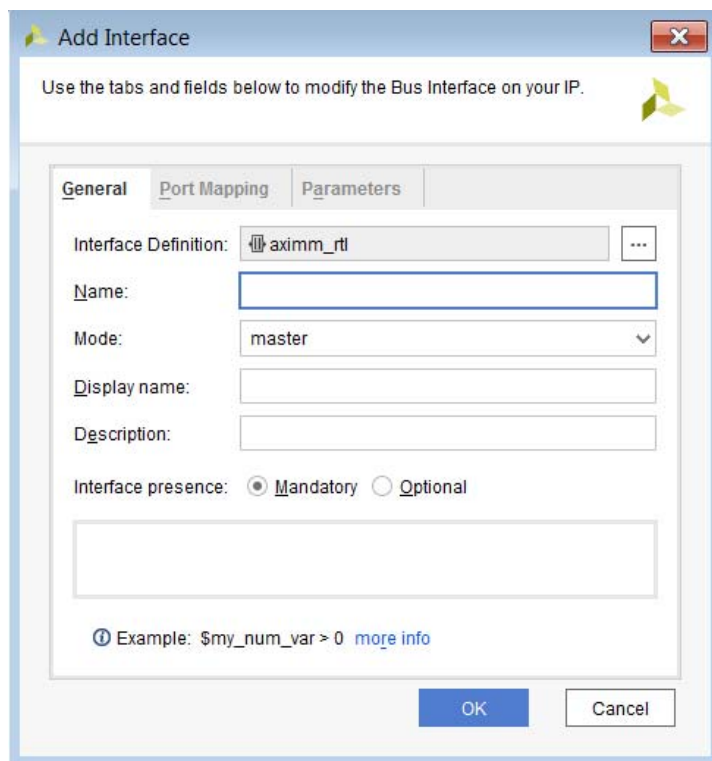 Add Interface
Use the tabs and fields below to modify the Bus Interface on your IP.
General Port Mapping Parameters
Interface Definition: aximm_rtl ...
Name:
Mode: master
Display name:
Description:
Interface presence: Mandatory Optional
Example: $my_num_var > 0 more info
OK Cancel